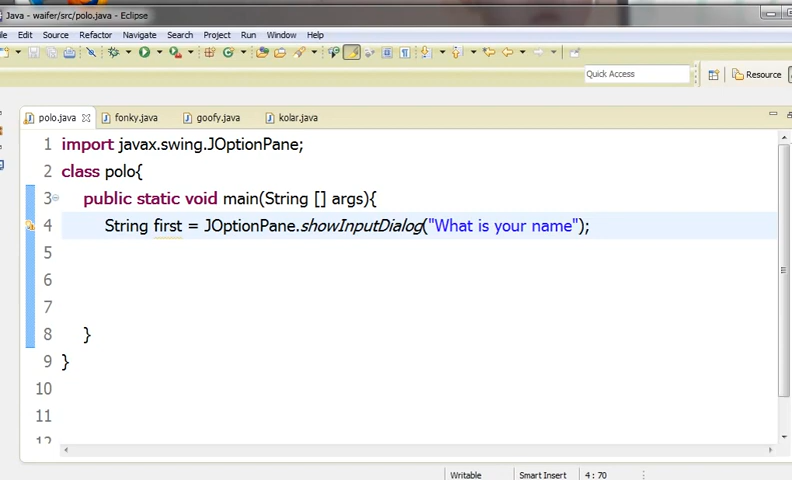 Java - waifer/src/polo.java - Eclipse
Edit Source Refactor Navigate Search Project Run Window Help
Quick Access
Resource
polo.java fonky.java goofy.java kolar.java
1 import javax.swing.JOptionPane;
2 class polo{
3 public static void main(String [] args){
4 String first = JOptionPane.showInputDialog("What is your name");
5
6
7
8 }
9 }
10
11
12
Writable Smart Insert 4 : 70